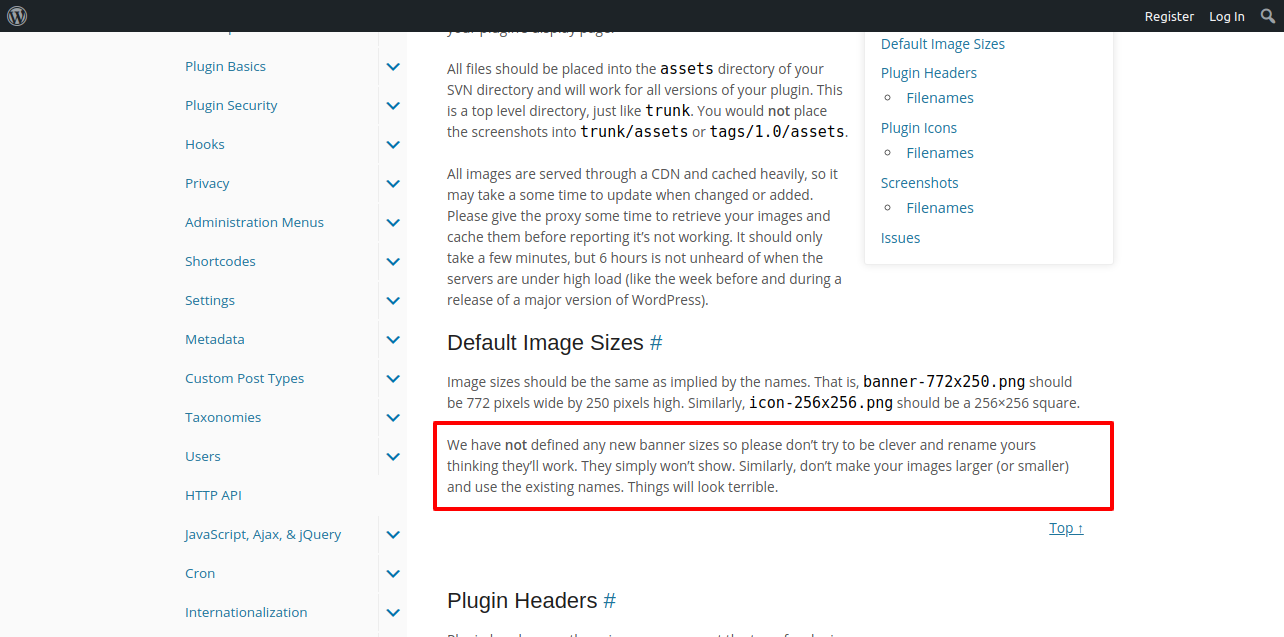 Register Log In
Plugin Basics
Plugin Security
Hooks
Privacy
Administration Menus
Shortcodes
Settings
Metadata
Custom Post Types
Taxonomies
Users
HTTP API
JavaScript, Ajax, & jQuery
Cron
Internationalization
your plugin's display page.
All files should be placed into the assets directory of your
SVN directory and will work for all versions of your plugin. This
is a top level directory, just like trunk. You would not place
the screenshots into trunk/assets or tags/1.0/assets.
All images are served through a CDN and cached heavily, so it
may take a some time to update when changed or added.
Please give the proxy some time to retrieve your images and
cache them before reporting it's not working. It should only
take a few minutes, but 6 hours is not unheard of when the
servers are under high load (like the week before and during a
release of a major version of WordPress).
Default Image Sizes #
Image sizes should be the same as implied by the names. That is, banner-772x250.png should
be 772 pixels wide by 250 pixels high. Similarly, icon-256x256.png should be a 256×256 square.
We have not defined any new banner sizes so please don't try to be clever and rename yours
thinking they'll work. They simply won't show. Similarly, don't make your images larger (or smaller)
and use the existing names. Things will look terrible.
Top ↑
Plugin Headers #
Default Image Sizes
Plugin Headers
Filenames
Plugin Icons
Filenames
Screenshots
Filenames
Issues